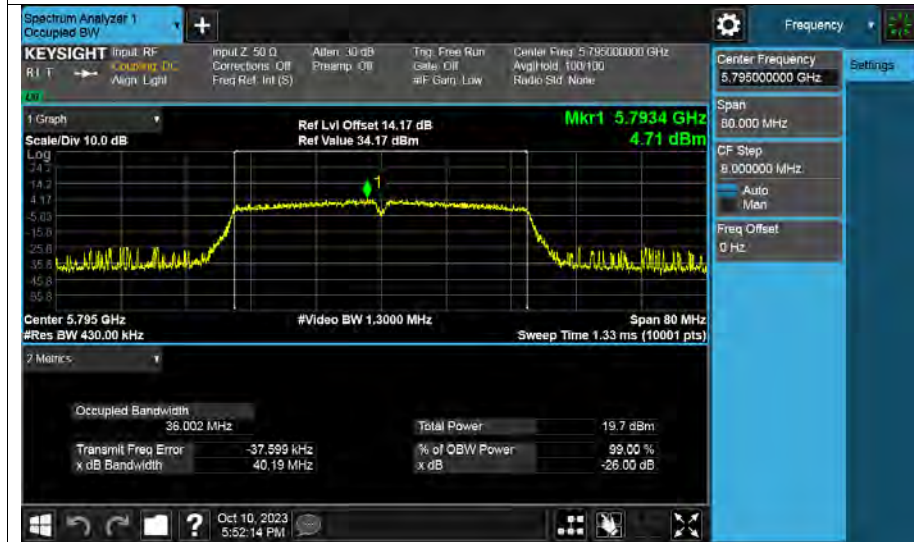 Spectrum Analyzer 1
Occupied BW
+
Frequency
KEYSIGHT Input: RF Input Z: 50 Ω Atten: 30 dB Trig: Free Run Center Freq: 5.795000000 GHz
RLT Coupling: DC Corrections: Off Preamp: Off Gate: Off Avg|Hold: 100/100
Align: Light Freq Ref: Int (S) #IF Gain: Low Radio Std: None
Center Frequency
5.795000000 GHz
Settings
Span
80.000 MHz
CF Step
8.000000 MHz
Auto
Man
Freq Offset
0 Hz
1 Graph
Ref Lvl Offset 14.17 dB
Mkr1 5.7934 GHz
Scale/Div 10.0 dB
Ref Value 34.17 dBm
4.71 dBm
Log
24.2
14.2
4.17
-5.83
-15.8
-25.8
-35.8
-45.8
-55.8
1
Center 5.795 GHz #Video BW 1.3000 MHz Span 80 MHz
#Res BW 430.00 kHz Sweep Time 1.33 ms (10001 pts)
2 Metrics
Occupied Bandwidth
36.002 MHz Total Power 19.7 dBm
Transmit Freq Error -37.599 kHz % of OBW Power 99.00 %
x dB Bandwidth 40.19 MHz x dB -26.00 dB
? Oct 10, 2023
5:52:14 PM